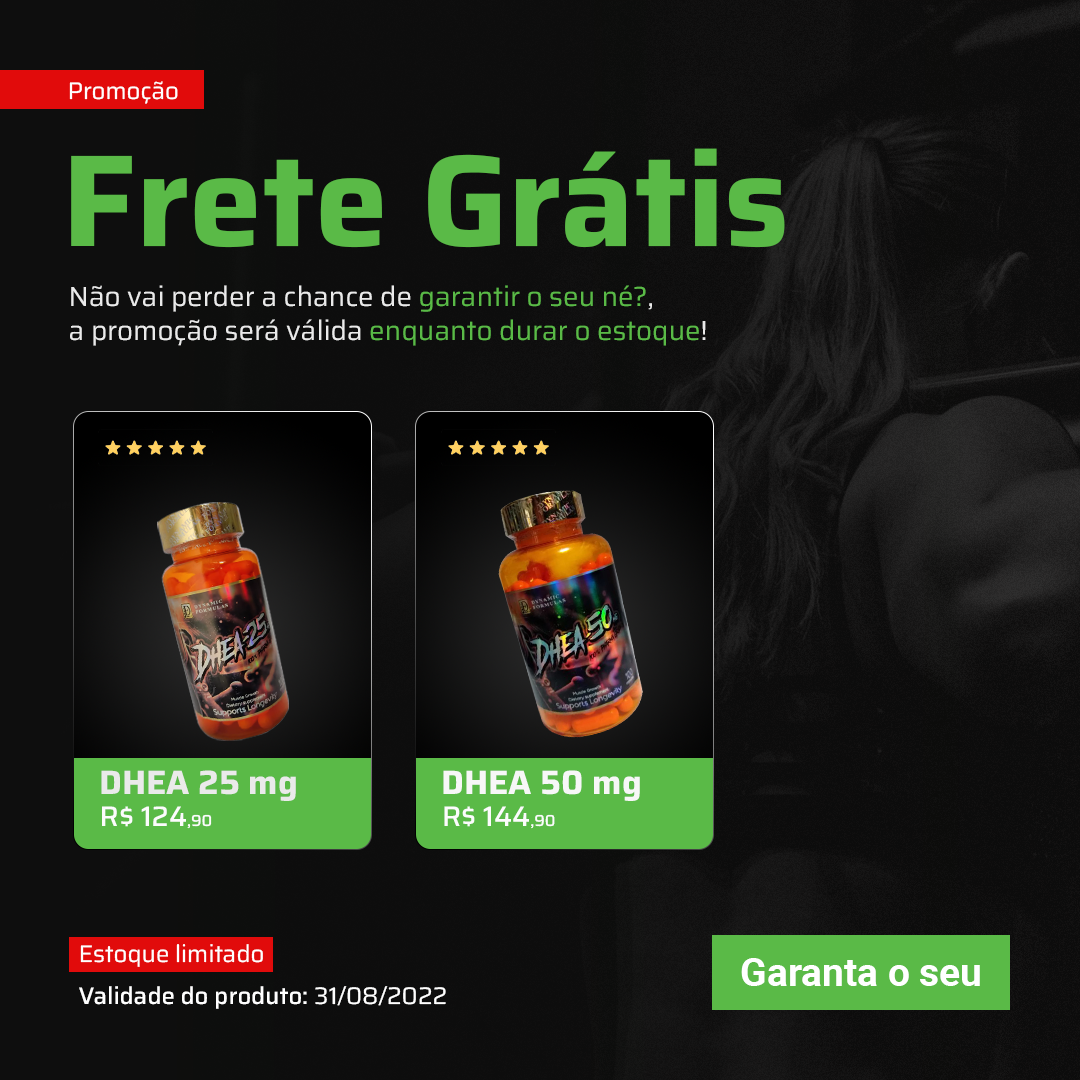 Promoção
Frete Grátis
Não vai perder a chance de garantir o seu né?,
a promoção será válida enquanto durar o estoque!
DYNAMIC
FORMULAS
DHEA-25
Muscle Growth
Dietary supplement
Supports Longevity
DHEA 25 mg
R$ 124,90
DYNAMIC
FORMULAS
DHEA 50
Muscle Growth
Dietary supplement
Supports Longevity
DHEA 50 mg
R$ 144,90
Estoque limitado
Validade do produto: 31/08/2022
Garanta o seu